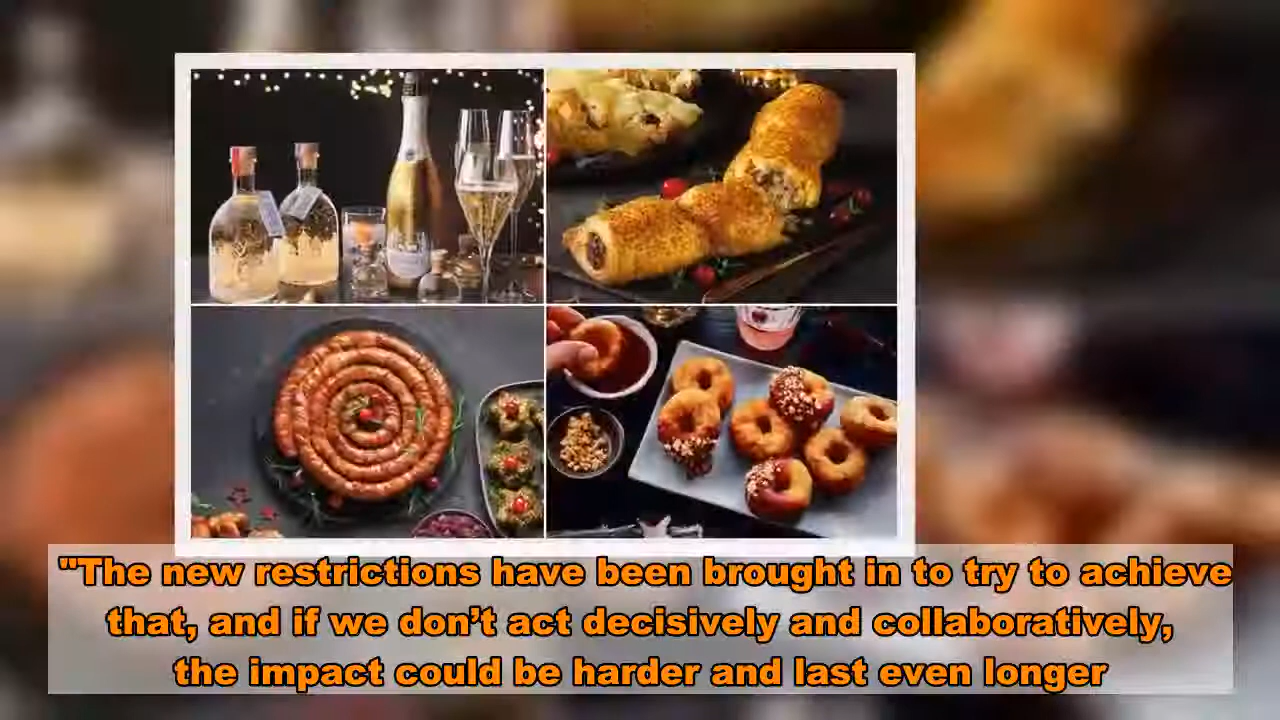 "The new restrictions have been brought in to try to achieve
that, and if we don’t act decisively and collaboratively,
the impact could be harder and last even longer